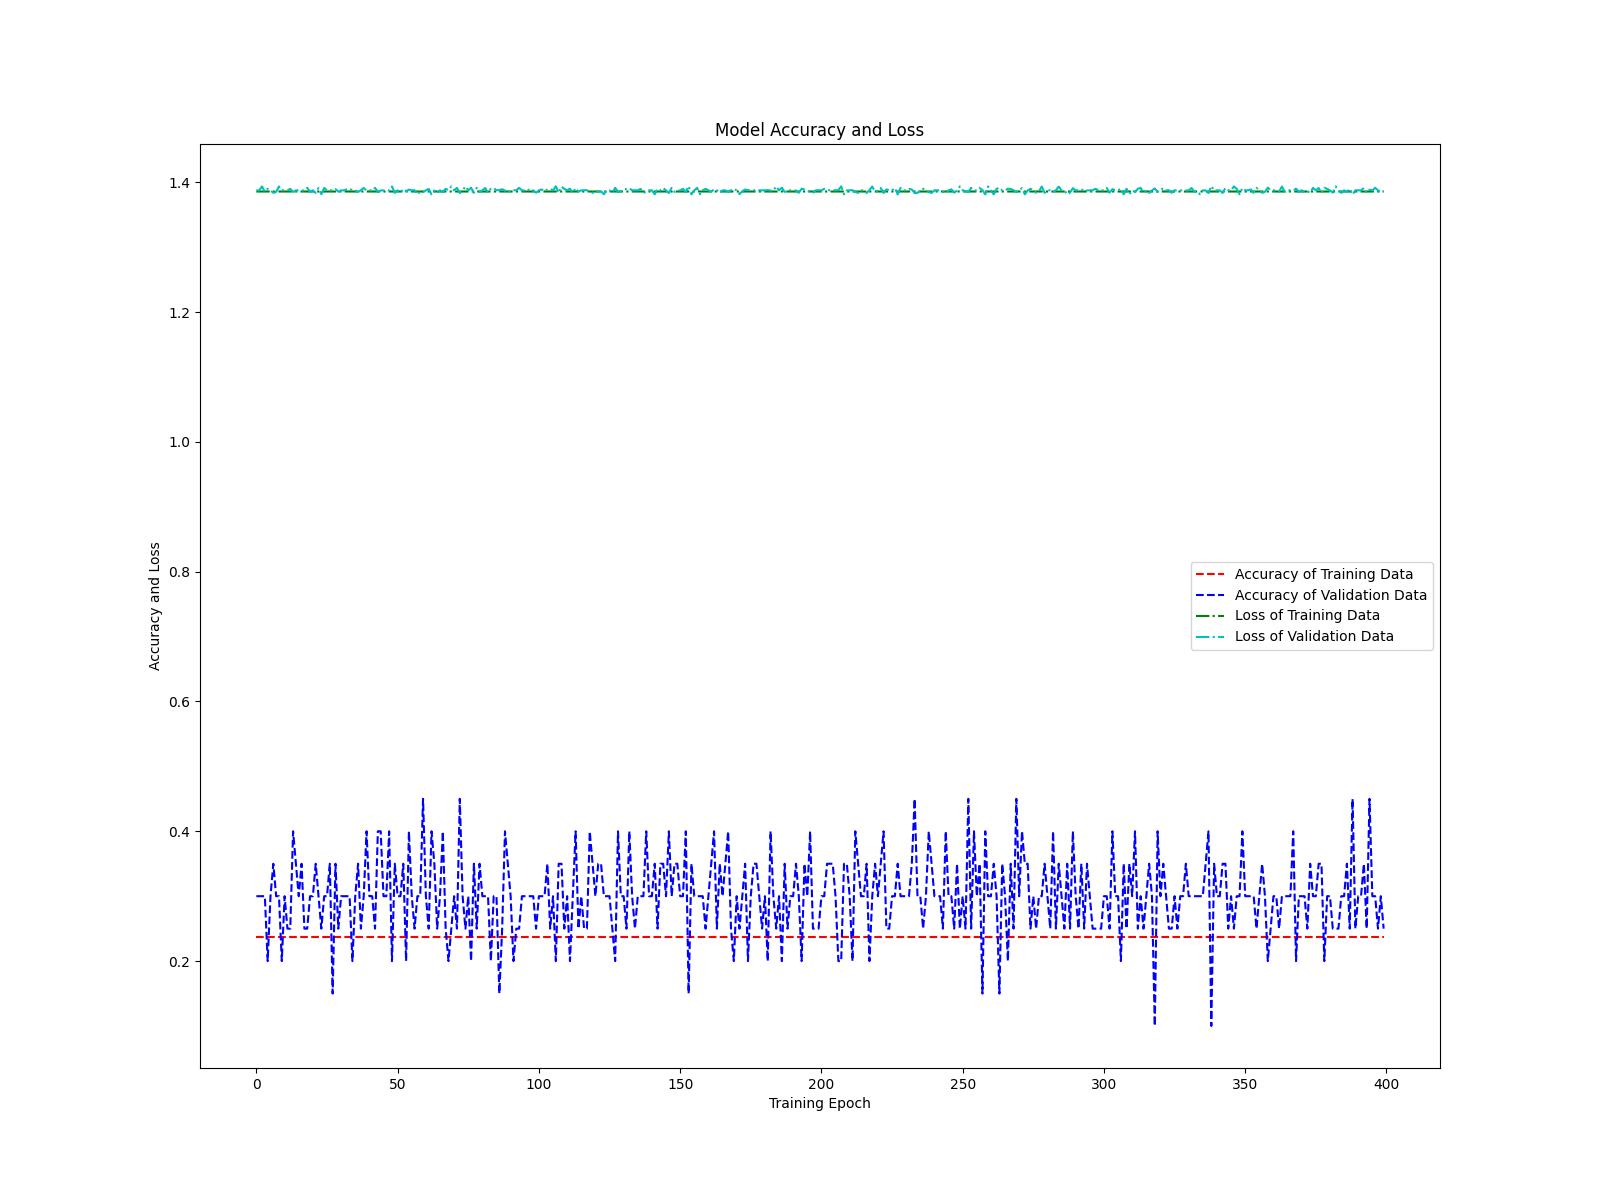 Model Accuracy and Loss
1.4
1.2
1.0
0.8
0.6
0.4
0.2
Accuracy and Loss
Accuracy of Training Data
Accuracy of Validation Data
Loss of Training Data
Loss of Validation Data
0 50 100 150 200 250 300 350 400
Training Epoch